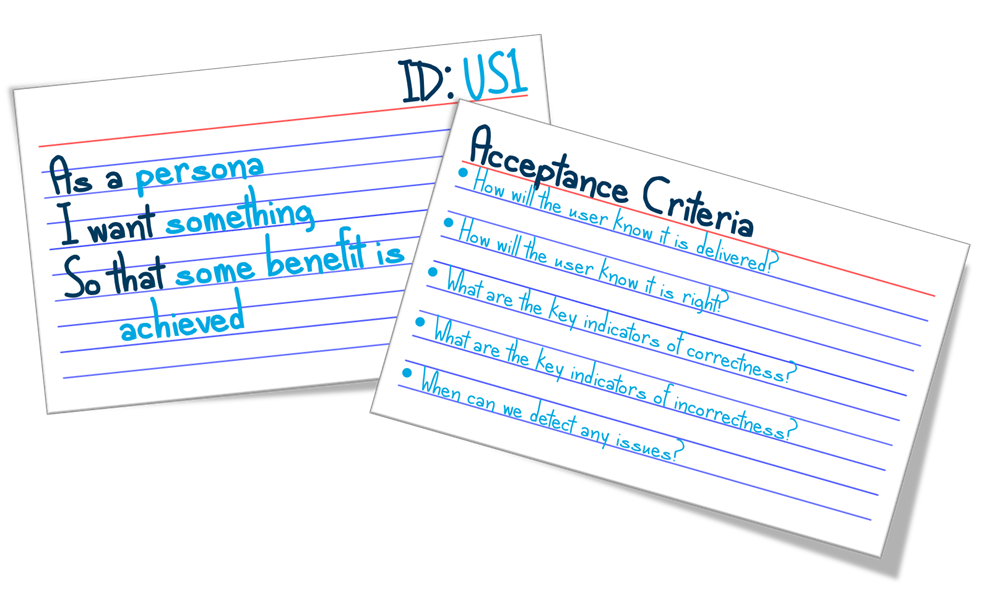 ID: US1
As a persona
I want something
So that some benefit is
achieved
Acceptance Criteria
• How will the user know it is delivered?
• How will the user know it is right?
• What are the key indicators of correctness?
• What are the key indicators of incorrectness?
• When can we detect any issues?